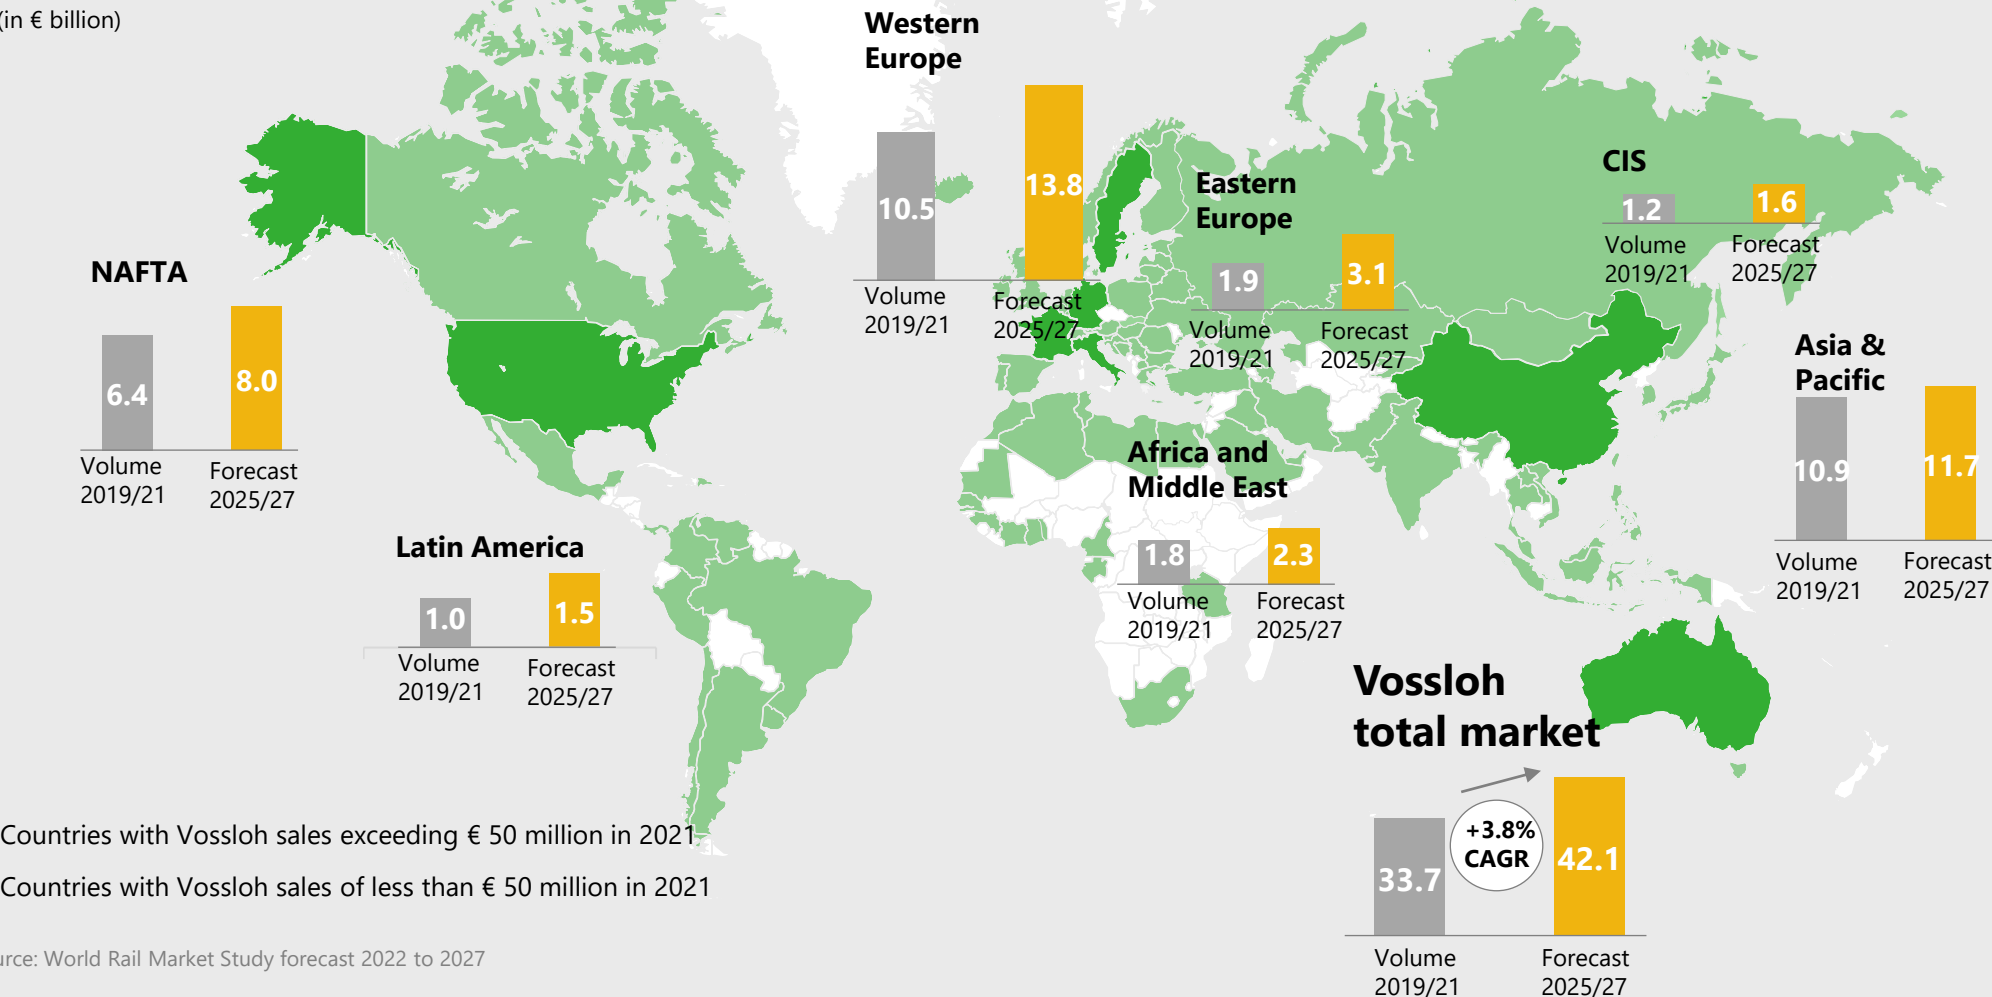 (in € billion)
Western
Europe
10.5
13.8
Volume
2019/21
Forecast
2025/27
Eastern
Europe
1.9
3.1
Volume
2019/21
Forecast
2025/27
CIS
1.2
1.6
Volume
2019/21
Forecast
2025/27
NAFTA
6.4
8.0
Volume
2019/21
Forecast
2025/27
Asia &
Pacific
10.9
11.7
Volume
2019/21
Forecast
2025/27
Africa and
Middle East
1.8
2.3
Volume
2019/21
Forecast
2025/27
Latin America
1.0
1.5
Volume
2019/21
Forecast
2025/27
Vossloh
total market
+3.8%
CAGR
33.7
42.1
Volume
2019/21
Forecast
2025/27
Countries with Vossloh sales exceeding € 50 million in 2021
Countries with Vossloh sales of less than € 50 million in 2021
urce: World Rail Market Study forecast 2022 to 2027